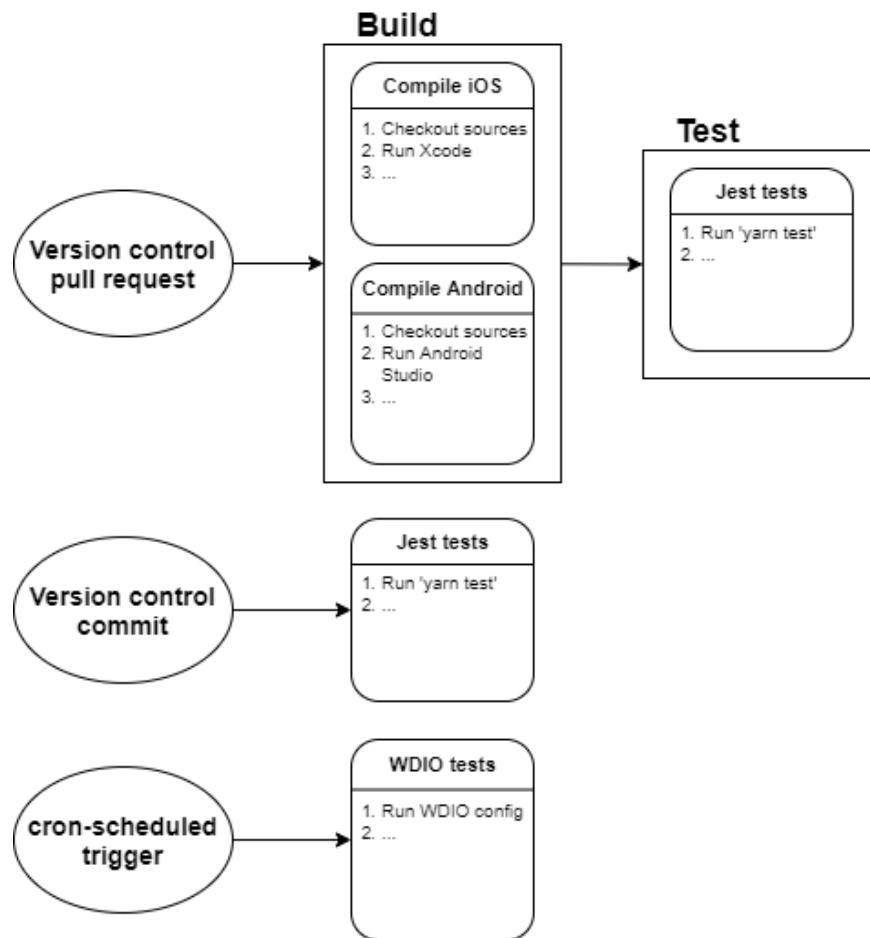 Build
Compile iOS
1. Checkout sources
2. Run Xcode
3. ...
Test
Jest tests
1. Run 'yarn test'
2. ...
Version control
pull request
Compile Android
1. Checkout sources
2. Run Android
Studio
3. ...
Version control
commit
Jest tests
1. Run 'yarn test'
2. ...
cron-scheduled
trigger
WDIO tests
1. Run WDIO config
2. ...